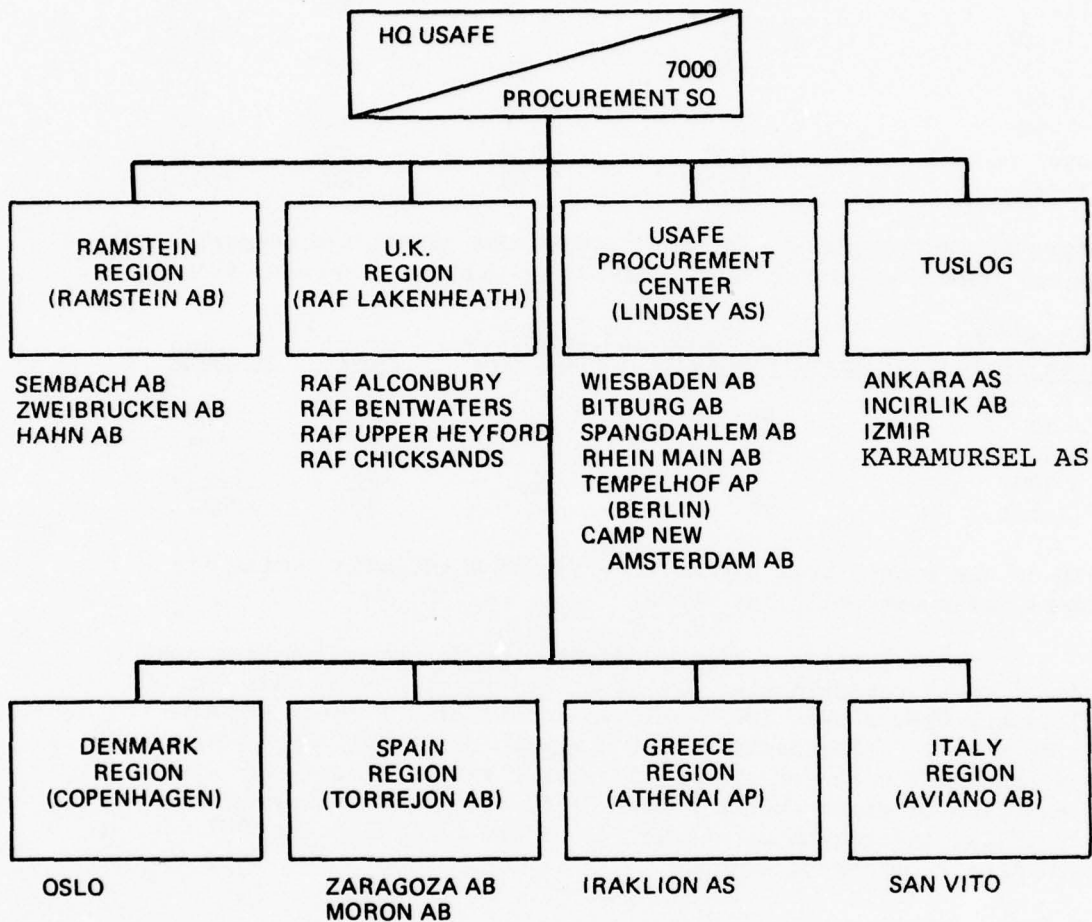 HQ USAFE
7000
PROCUREMENT SQ
RAMSTEIN
REGION
(RAMSTEIN AB)
SEMBACH AB
ZWEIBRUCKEN AB
HAHN AB
U.K.
REGION
(RAF LAKENHEATH)
RAF ALCONBURY
RAF BENTWATERS
RAF UPPER HEYFORD
RAF CHICKSANDS
USAFE
PROCUREMENT
CENTER
(LINDSEY AS)
WIESBADEN AB
BITBURG AB
SPANGDAHLEM AB
RHEIN MAIN AB
TEMPELHOF AP
(BERLIN)
CAMP NEW
AMSTERDAM AB
TUSLOG
ANKARA AS
INCIRLIK AB
IZMIR
KARAMURSEL AS
DENMARK
REGION
(COPENHAGEN)
OSLO
SPAIN
REGION
(TORREJON AB)
ZARAGOZA AB
MORON AB
GREECE
REGION
(ATHENAI AP)
IRAKLION AS
ITALY
REGION
(AVIANO AB)
SAN VITO